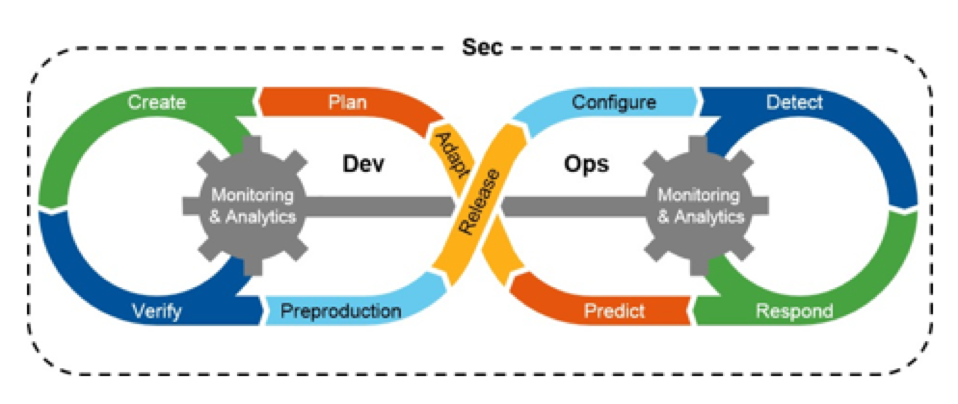 Sec
Create
Plan
Configure
Detect
Adapt
Dev
Ops
Release
Monitoring
& Analytics
Monitoring
& Analytics
Verify
Preproduction
Predict
Respond